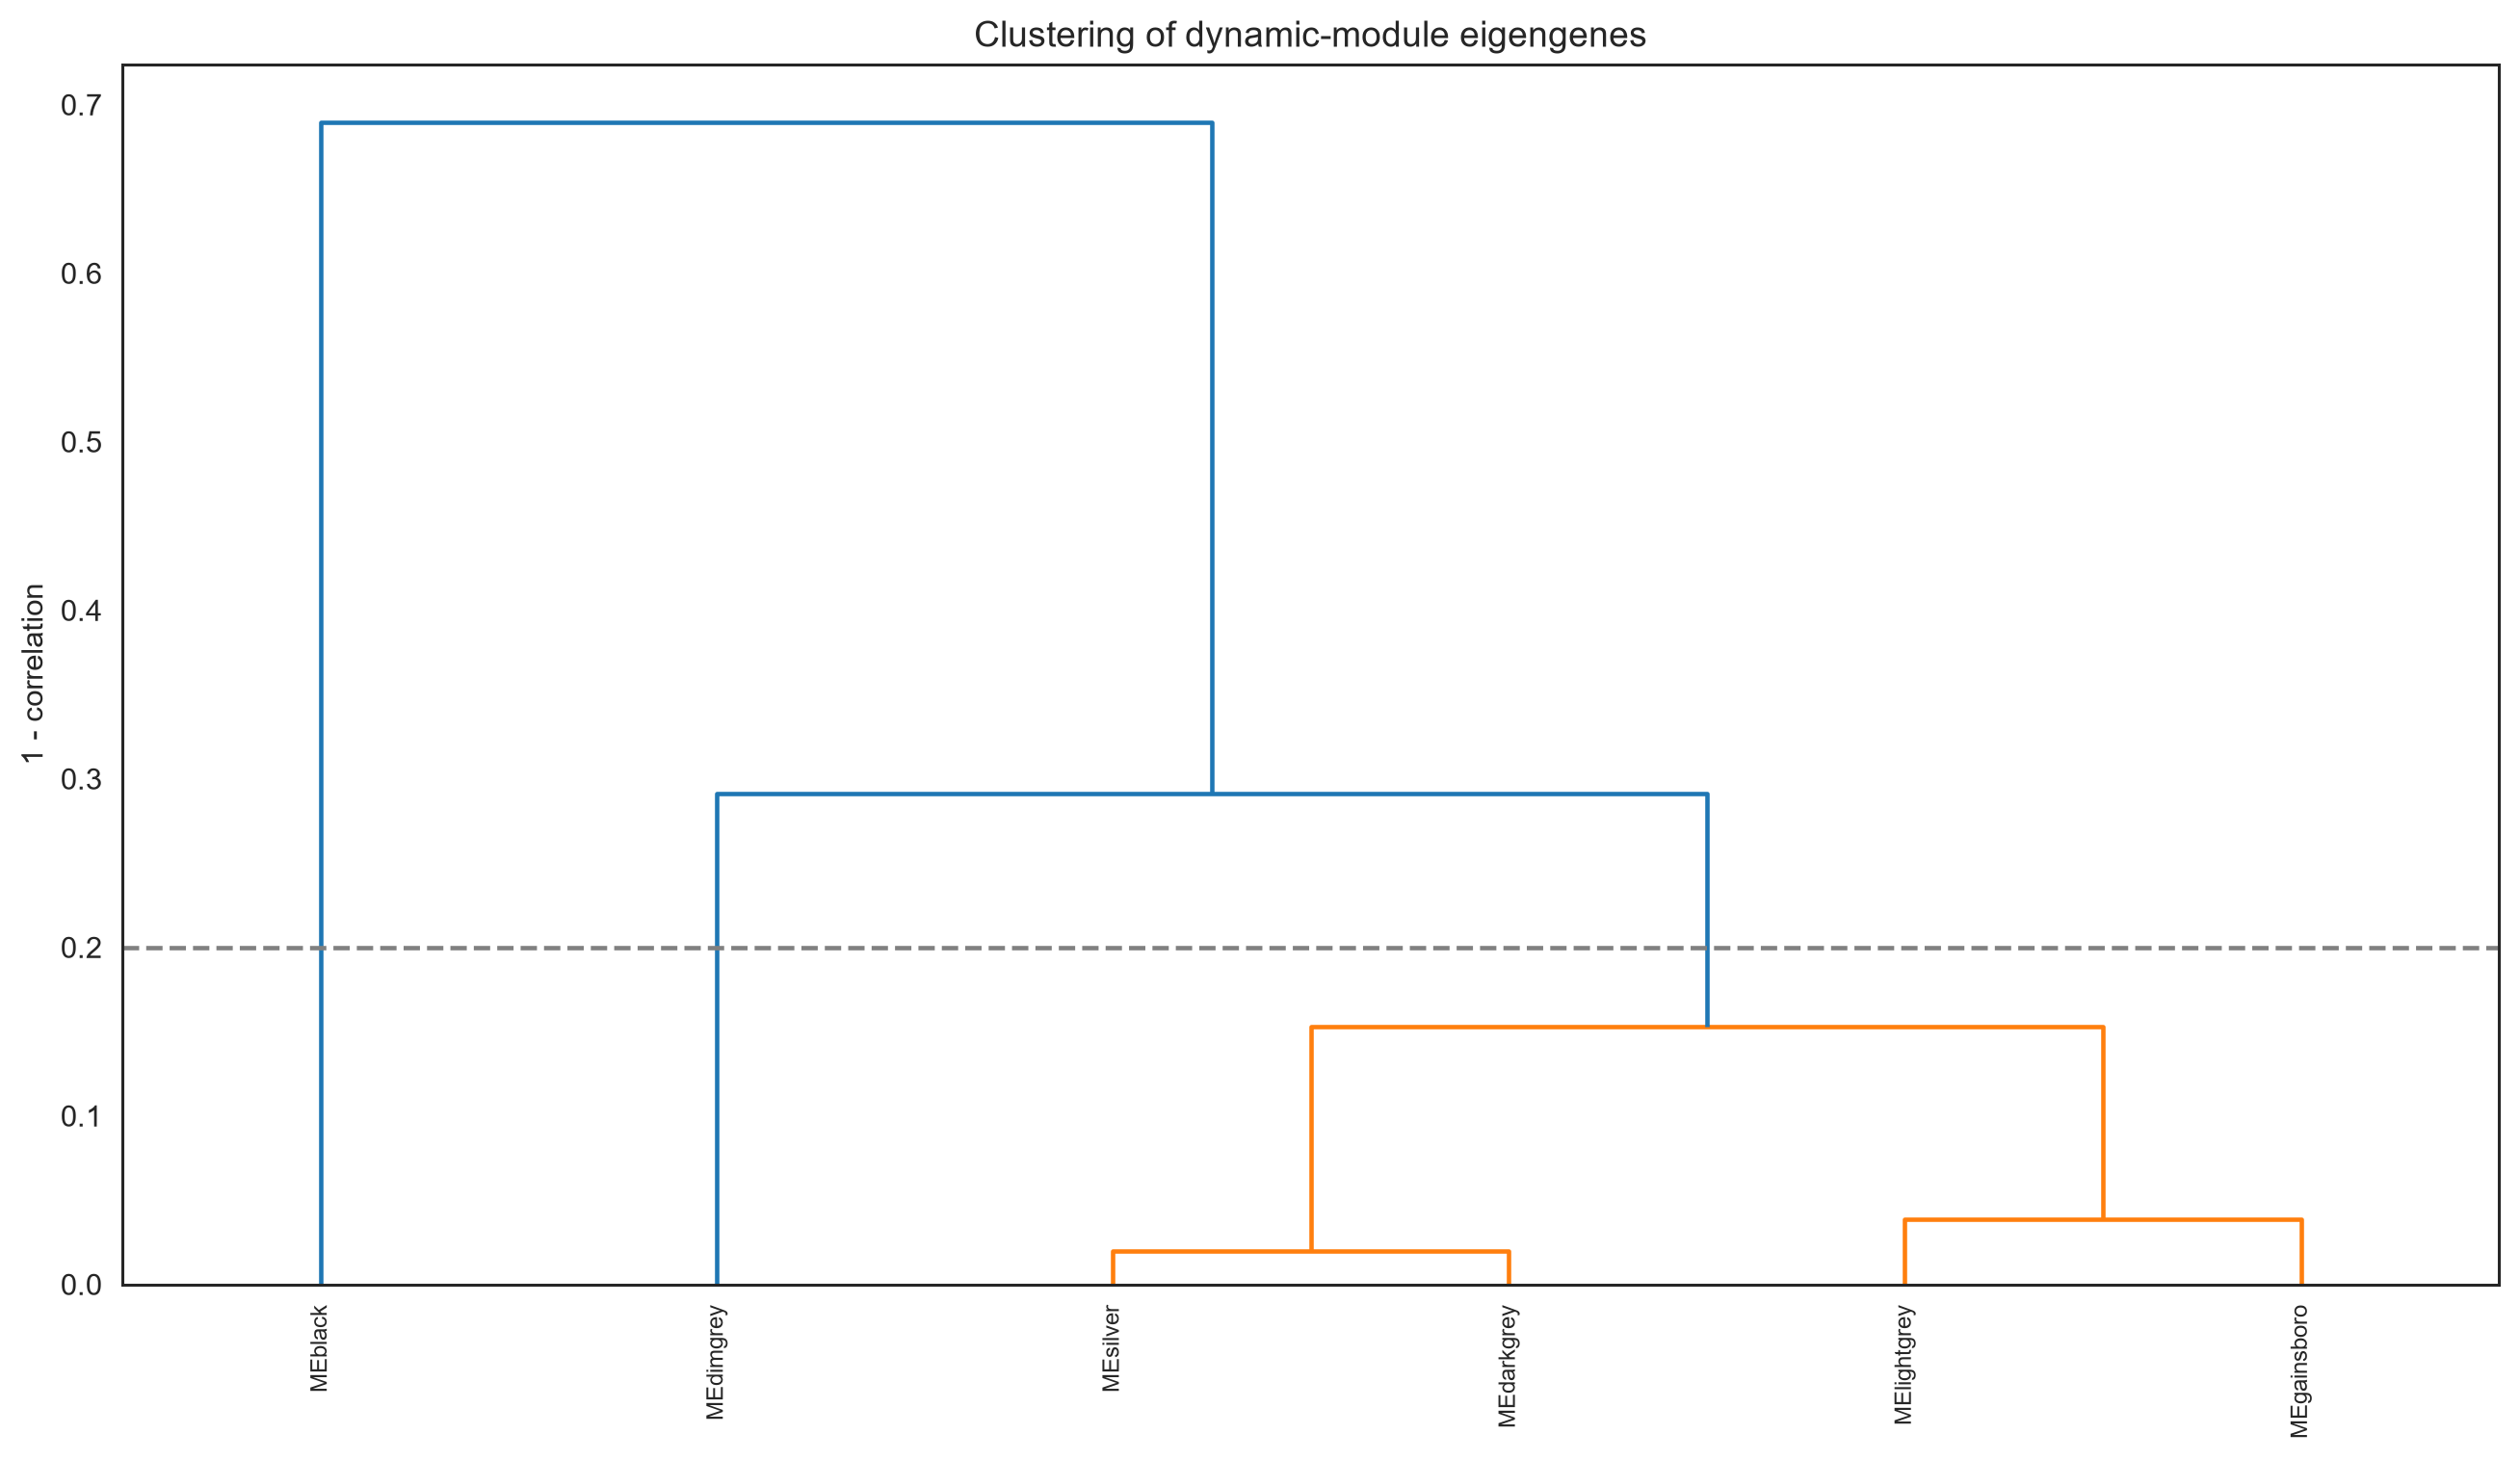 Clustering of dynamic-module eigengenes
1 - correlation
0.7
0.6
0.5
0.4
0.3
0.2
0.1
0.0
MEblack
MEdimgrey
MEsilver
MEdarkgrey
MElightgrey
MEgainsboro